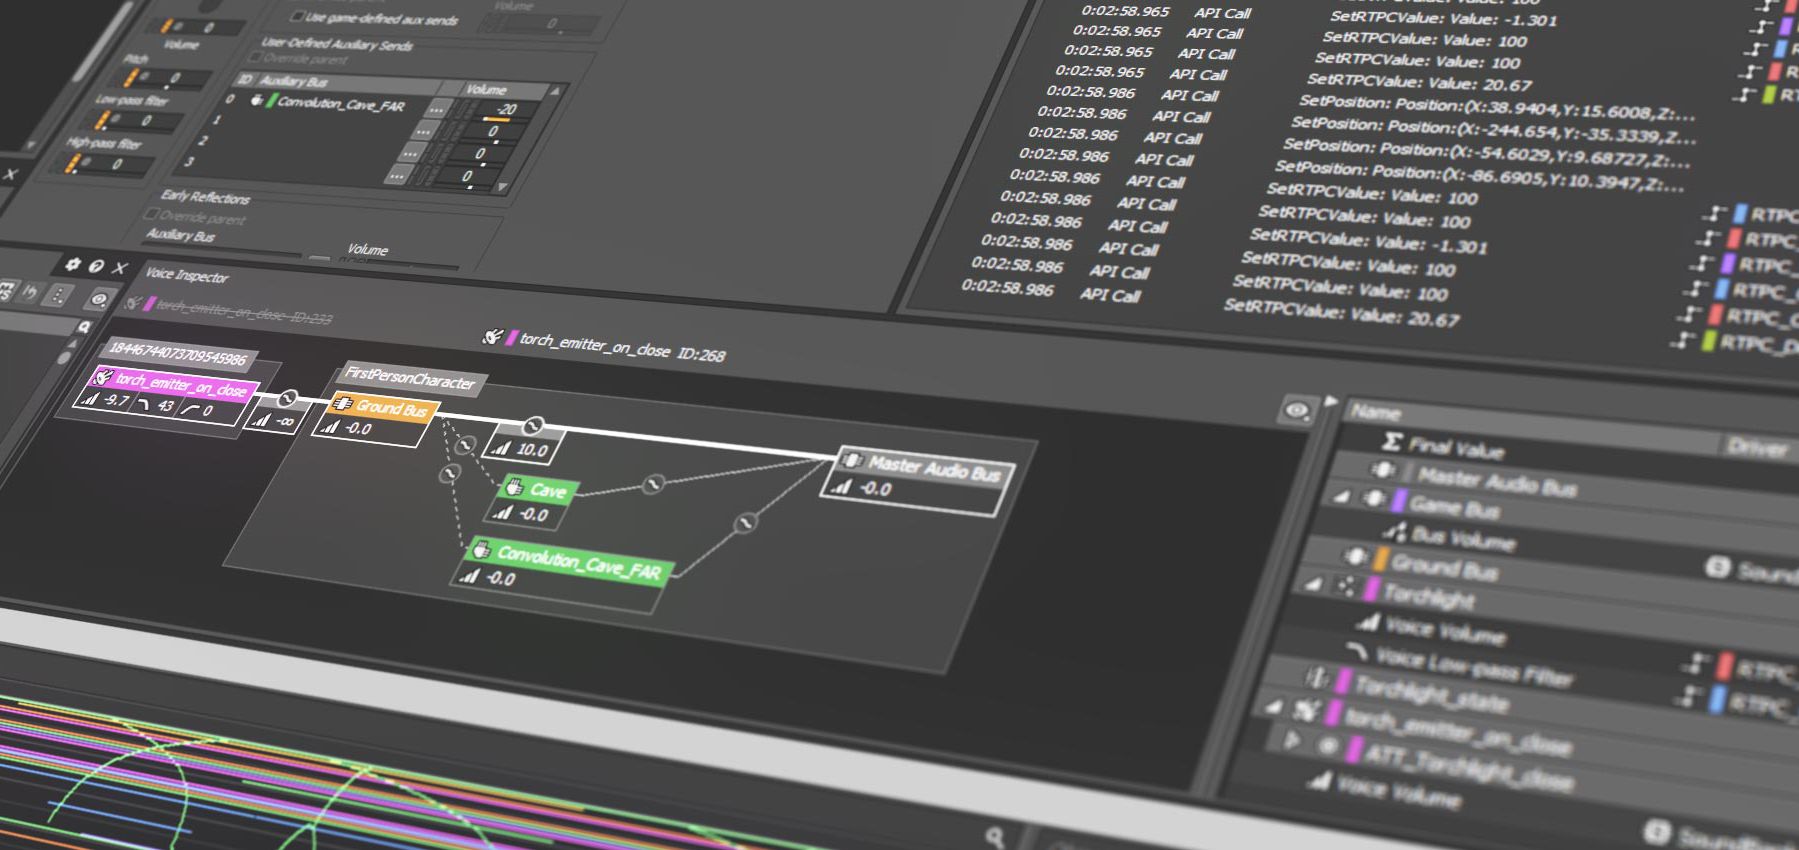 Volume
0
Use game-defined aux sends
0
Volume
User-Defined Auxiliary Sends
Override parent
Pitch
0
Low-pass filter
0
High-pass filter
0
ID Auxiliary Bus Volume
0 Convolution_Cave_FAR ... -20
1 ... 0
2 ... 0
3 ... 0
Early Reflections
Override parent
Auxiliary Bus Volume
0:02:58.965 API Call
0:02:58.965 API Call
0:02:58.965 API Call
0:02:58.965 API Call
0:02:58.986 API Call
0:02:58.986 API Call
0:02:58.986 API Call
0:02:58.986 API Call
0:02:58.986 API Call
0:02:58.986 API Call
0:02:58.986 API Call
0:02:58.986 API Call
0:02:58.986 API Call
0:02:58.986 API Call
100
SetRTPCValue: Value: -1.301
SetRTPCValue: Value: 100
SetRTPCValue: Value: 100
SetRTPCValue: Value: 20.67
SetPosition: Position:(X:38.9404,Y:15.6008,Z:...
SetPosition: Position:(X:-244.654,Y:-35.3339,Z:...
SetPosition: Position:(X:-54.6029,Y:9.68727,Z:...
SetPosition: Position:(X:-86.6905,Y:10.3947,Z:...
SetRTPCValue: Value: 100
SetRTPCValue: Value: 100
SetRTPCValue: Value: -1.301
SetRTPCValue: Value: 100
SetRTPCValue: Value: 100
SetRTPCValue: Value: 20.67
RTPC
RTPC_
RTPC_
RTPC_
RTPC_
RTPC_
Voice Inspector
torch_emitter_on_close ID:233
torch_emitter_on_close ID:268
18446744073709545986
torch_emitter_on_close
-9.7 43 0
-∞
FirstPersonCharacter
Ground Bus
-0.0
10.0
Cave
-0.0
Convolution_Cave_FAR
-0.0
Master Audio Bus
-0.0
Name Driver
Σ Final Value
Master Audio Bus
Game Bus
Bus Volume
Ground Bus
Torchlight
Voice Volume
Voice Low-pass Filter
RTPC_
Torchlight_state
RTPC_
torch_emitter_on_close
ATT_Torchlight_close
Voice Volume